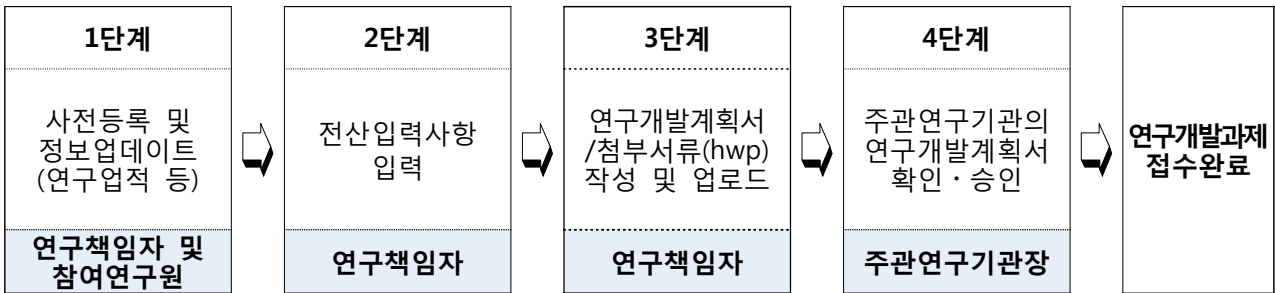 1단계
사전등록 및
정보업데이트
(연구업적 등)
연구책임자 및
참여연구원
2단계
전산입력사항
입력
연구책임자
3단계
연구개발계획서
/첨부서류(hwp)
작성 및 업로드
연구책임자
4단계
주관연구기관의
연구개발계획서
확인・승인
주관연구기관장
연구개발과제
접수완료